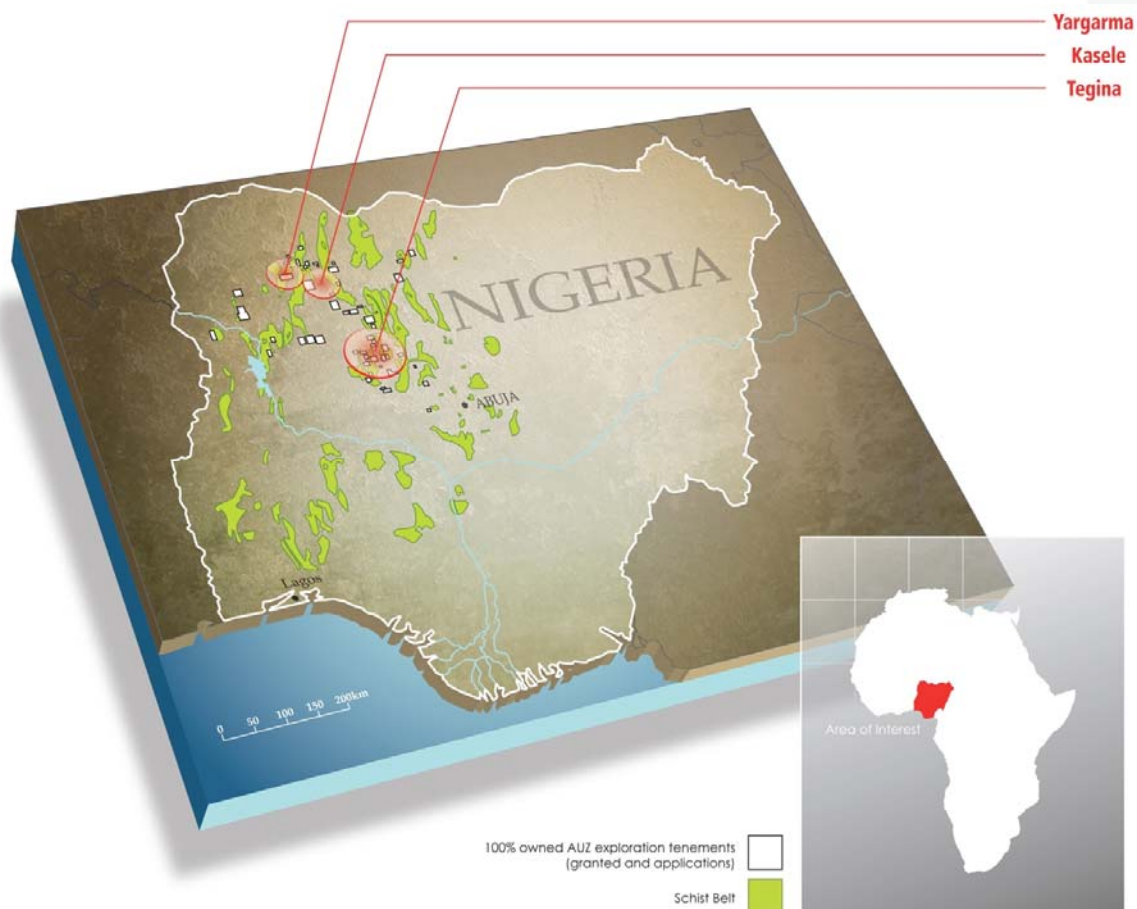 Yargarma
Kasele
Tegina
NIGERIA
ABUJA
Lagos
0 50 100 150 200km
Area of Interest
100% owned AUZ exploration tenements
(granted and applications)
Schist Belt